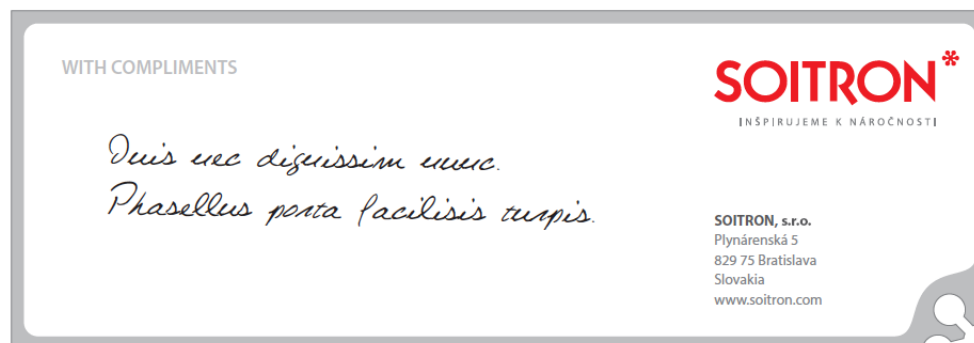 WITH COMPLIMENTS
SOITRON*
INŠPIRUJEME K NÁROČNOSTI
Duis nec dignissim nunc.
Phasellus porta facilisis turpis.
SOITRON, s.r.o.
Plynárenská 5
829 75 Bratislava
Slovakia
www.soitron.com